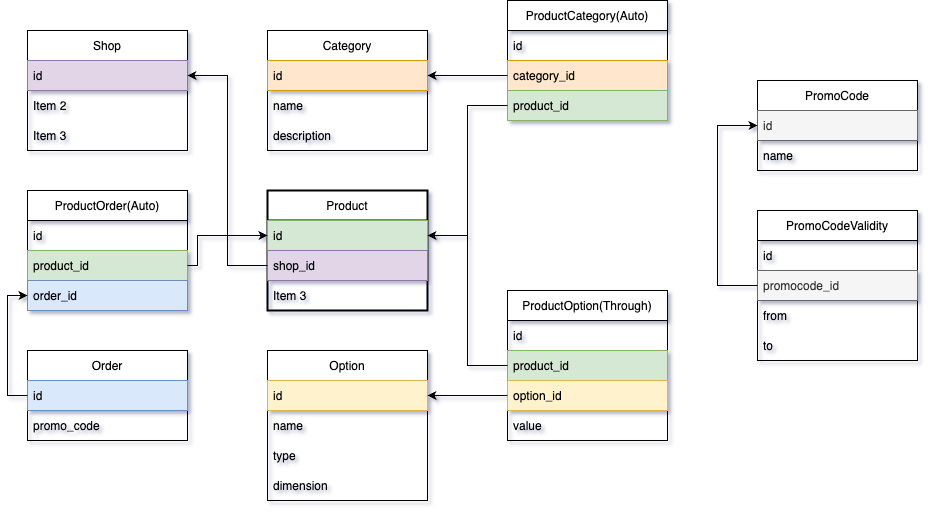 Shop
id
Item 2
Item 3
Category
id
name
description
ProductCategory(Auto)
id
category_id
product_id
PromoCode
id
name
ProductOrder(Auto)
id
product_id
order_id
Product
id
shop_id
Item 3
PromoCodeValidity
id
promocode_id
from
to
Order
id
promo_code
Option
id
name
type
dimension
ProductOption(Through)
id
product_id
option_id
value